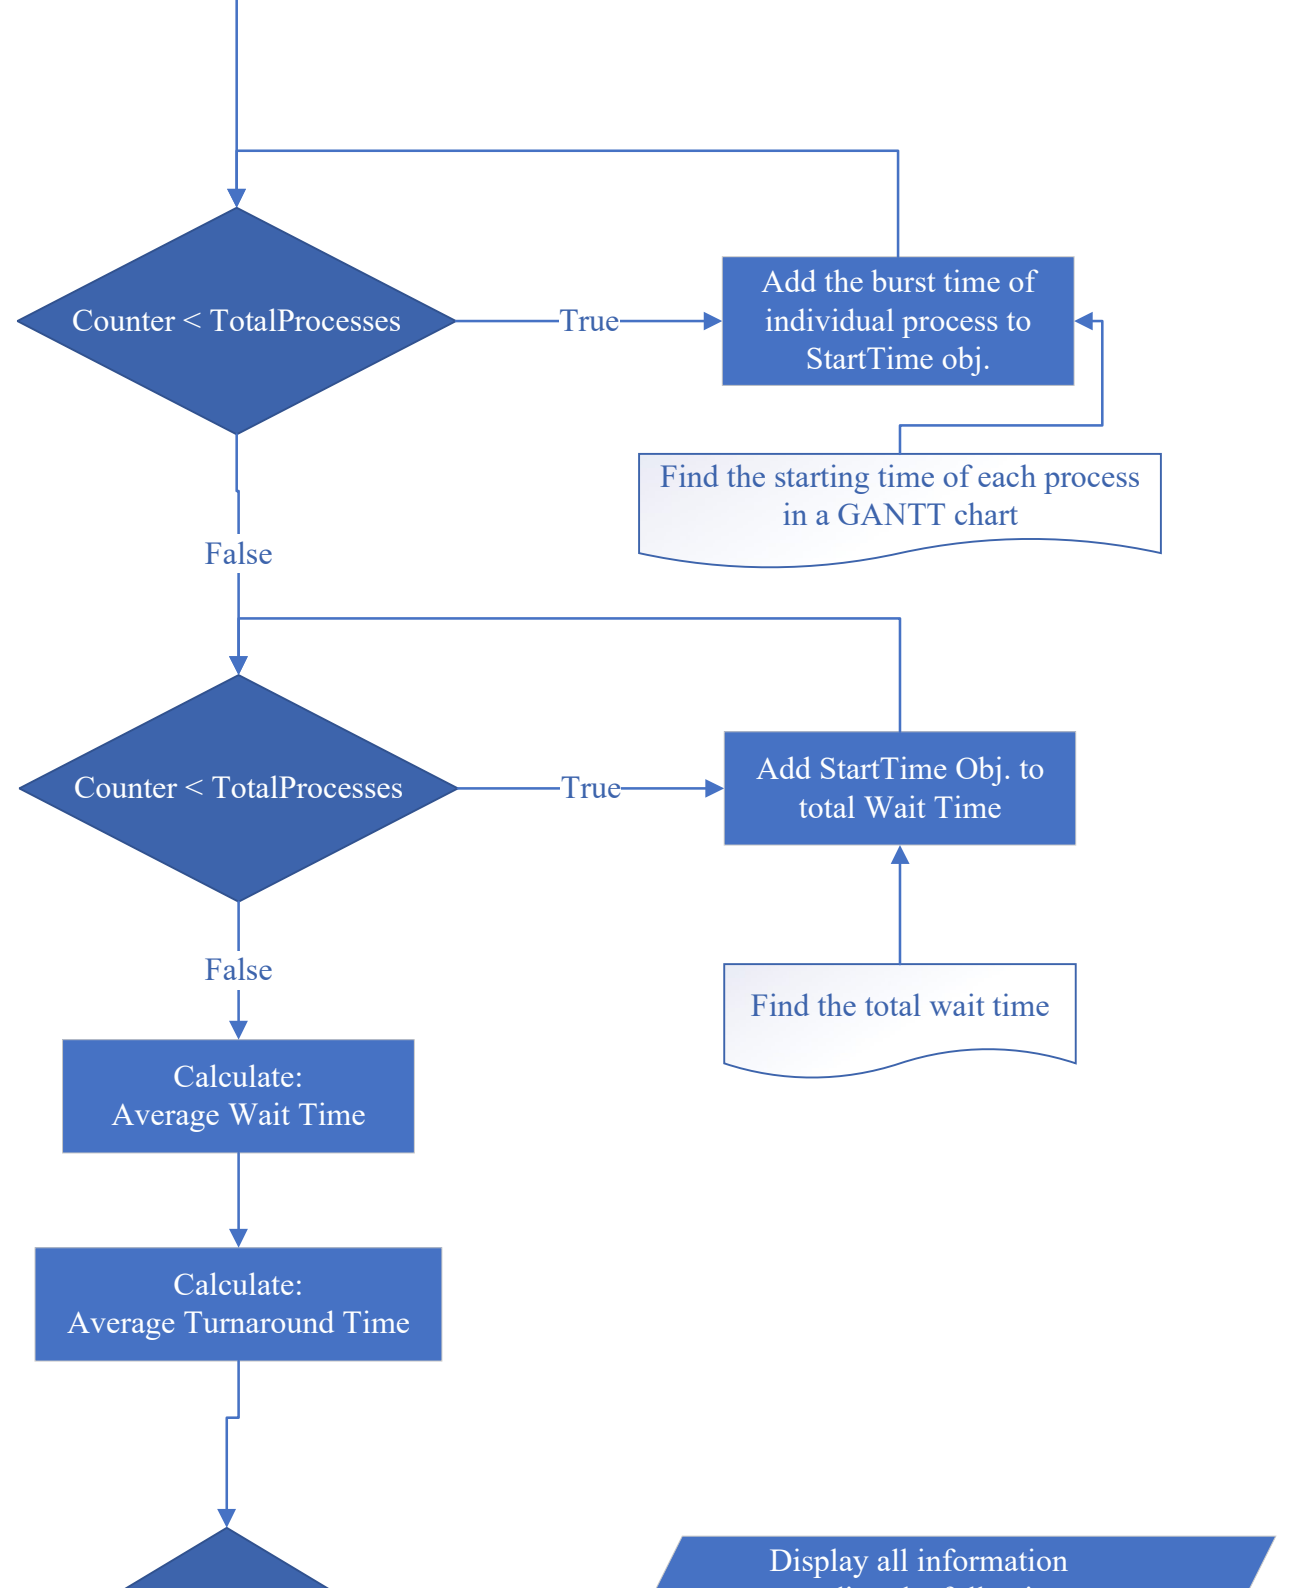 Counter < TotalProcesses
True
Add the burst time of
individual process to
StartTime obj.
Find the starting time of each process
in a GANTT chart
False
Counter < TotalProcesses
True
Add StartTime Obj. to
total Wait Time
False
Find the total wait time
Calculate:
Average Wait Time
Calculate:
Average Turnaround Time
Display all information